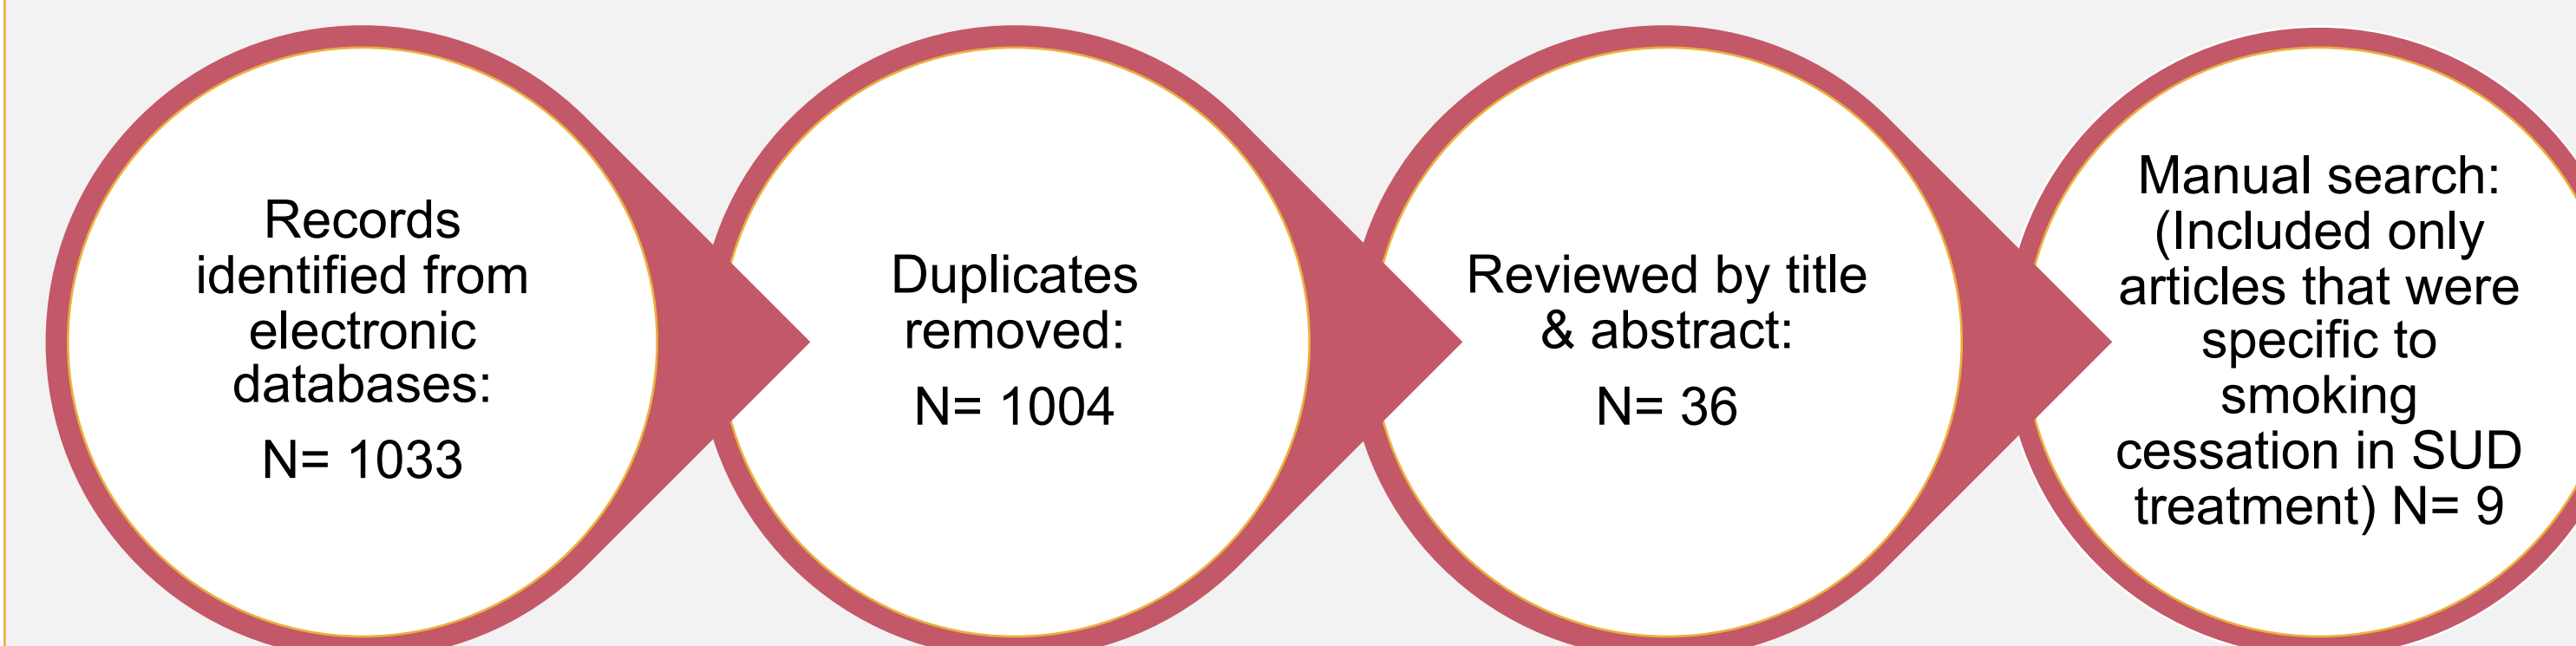 Records
identified from
electronic
databases:
N= 1033
Duplicates
removed:
N= 1004
Reviewed by title
& abstract:
N= 36
Manual search:
(Included only
articles that were
specific to
smoking
cessation in SUD
treatment) N= 9